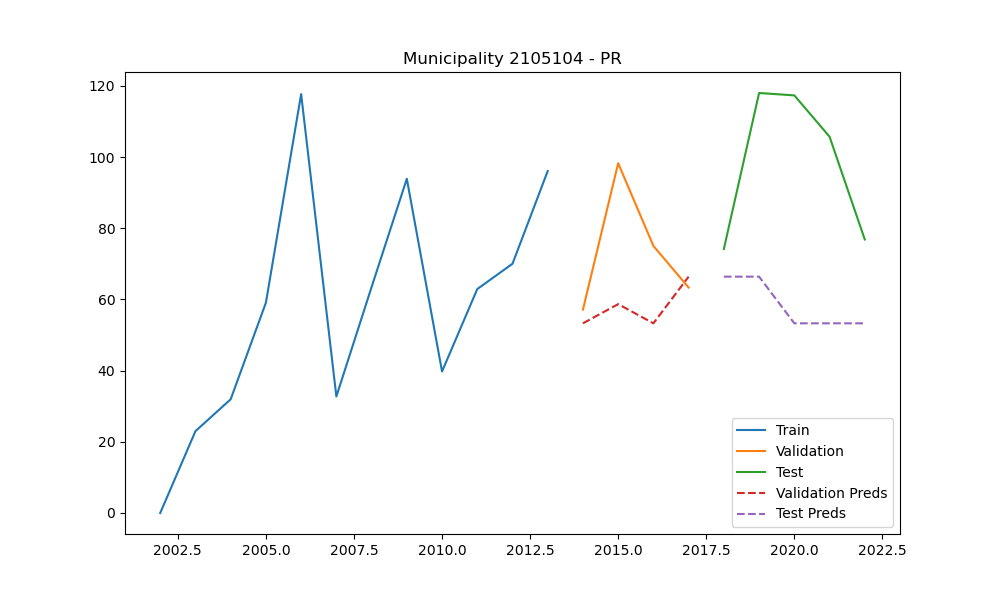 Municipality 2105104 - PR
120
100
80
60
40
20
0
2002.5 2005.0 2007.5 2010.0 2012.5 2015.0 2017.5 2020.0 2022.5
Train
Validation
Test
Validation Preds
Test Preds